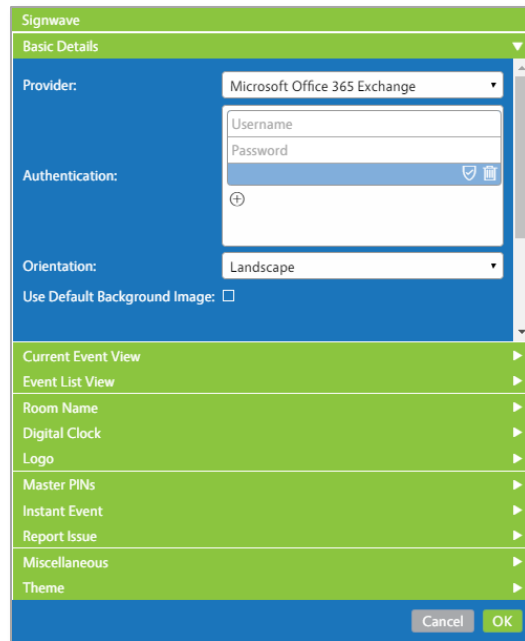 Signwave
Basic Details
Provider:
Microsoft Office 365 Exchange
Username
Password
Authentication:
Orientation:
Landscape
Use Default Background Image:
Current Event View
Event List View
Room Name
Digital Clock
Logo
Master PINs
Instant Event
Report Issue
Miscellaneous
Theme
Cancel OK